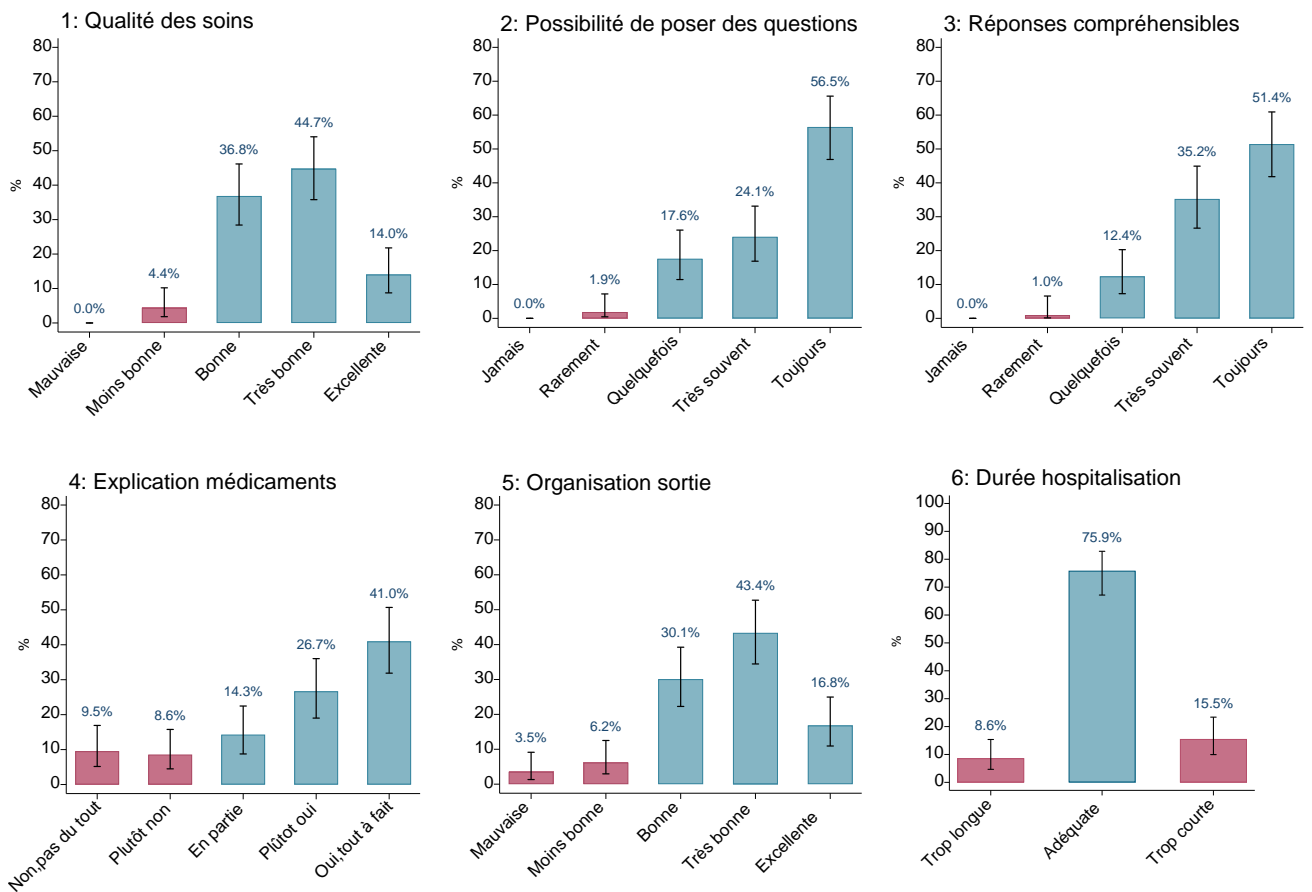 1: Qualité des soins
80
70
60
50
40
30
20
10
0
%
0.0%
4.4%
36.8%
44.7%
14.0%
Mauvaise
Moins bonne
Bonne
Très bonne
Excellente
2: Possibilité de poser des questions
80
70
60
50
40
30
20
10
0
%
0.0%
1.9%
17.6%
24.1%
56.5%
Jamais
Rarement
Quelquefois
Très souvent
Toujours
3: Réponses compréhensibles
80
70
60
50
40
30
20
10
0
%
0.0%
1.0%
12.4%
35.2%
51.4%
Jamais
Rarement
Quelquefois
Très souvent
Toujours
4: Explication médicaments
80
70
60
50
40
30
20
10
0
%
9.5%
8.6%
14.3%
26.7%
41.0%
Non,pas du tout
Plutôt non
En partie
Plûtot oui
Oui,tout à fait
5: Organisation sortie
80
70
60
50
40
30
20
10
0
%
3.5%
6.2%
30.1%
43.4%
16.8%
Mauvaise
Moins bonne
Bonne
Très bonne
Excellente
6: Durée hospitalisation
100
90
80
70
60
50
40
30
20
10
0
%
8.6%
75.9%
15.5%
Trop longue
Adéquate
Trop courte